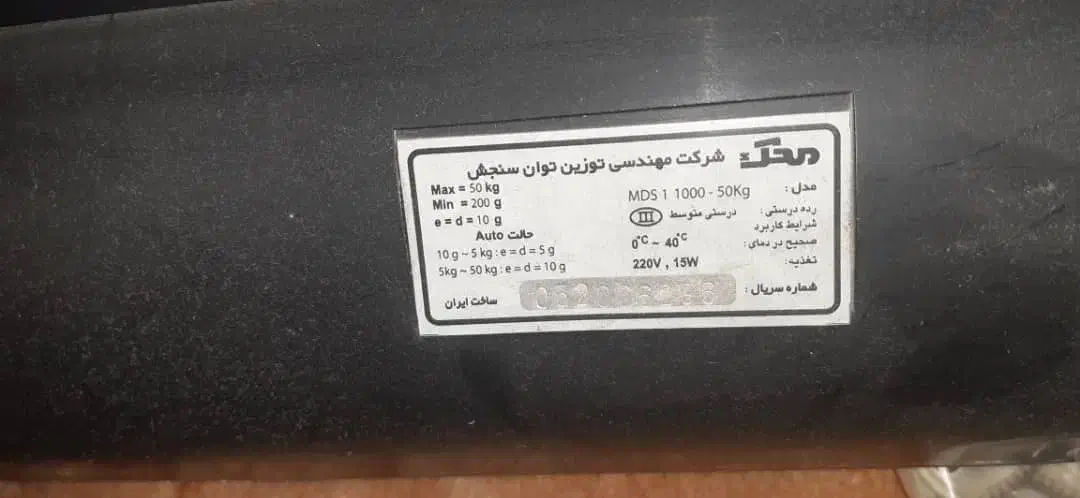 محک شرکت مهندسی توزین توان سنجش
مدل : MDS 1 1000 - 50Kg
رده درستی : درستی متوسط III
شرایط کاربرد
صحیح در دمای : 0°C ~ 40°C
تغذیه : 220V , 15W
شماره سریال :
Max = 50 kg
Min = 200 g
e = d = 10 g
حالت Auto
10 g ~ 5 kg : e = d = 5 g
5kg ~ 50 kg : e = d = 10 g
ساخت ایران